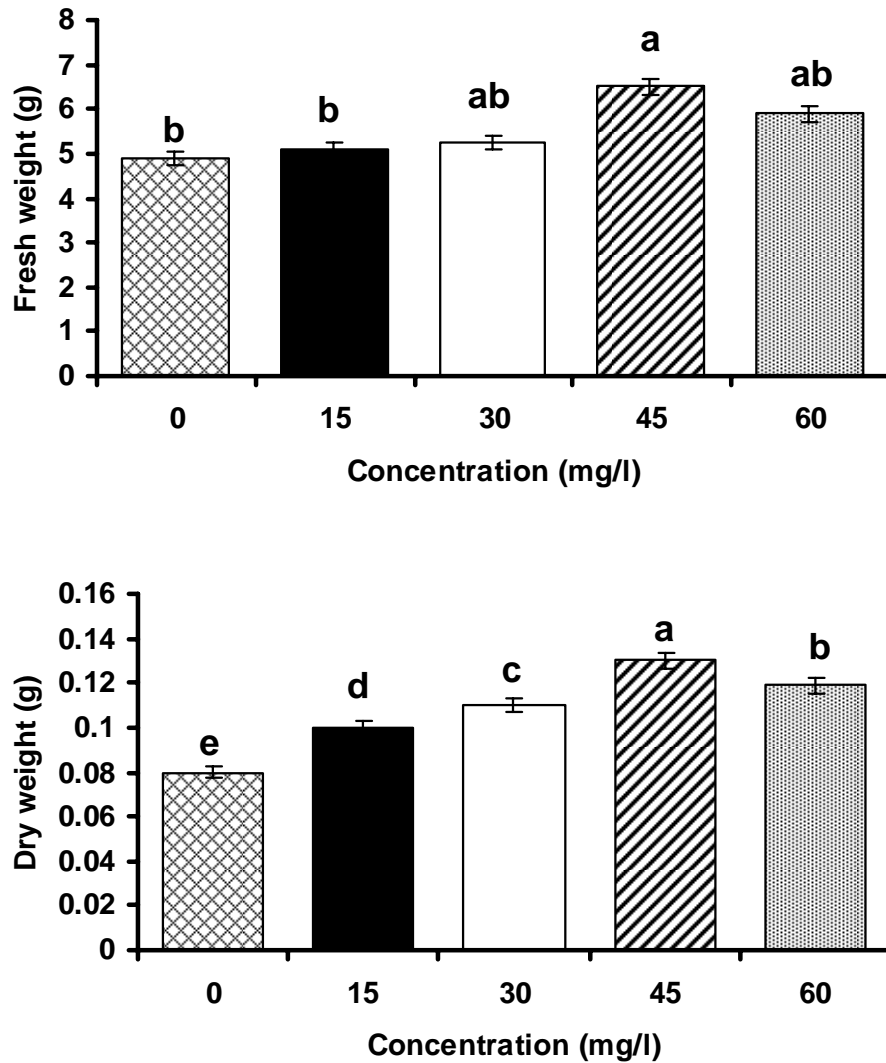 8
7
6
5
4
3
2
1
0
Fresh weight (g)
b b ab a ab
0 15 30 45 60
Concentration (mg/l)
0.16
0.14
0.12
0.1
0.08
0.06
0.04
0.02
0
Dry weight (g)
e d c a b
0 15 30 45 60
Concentration (mg/l)